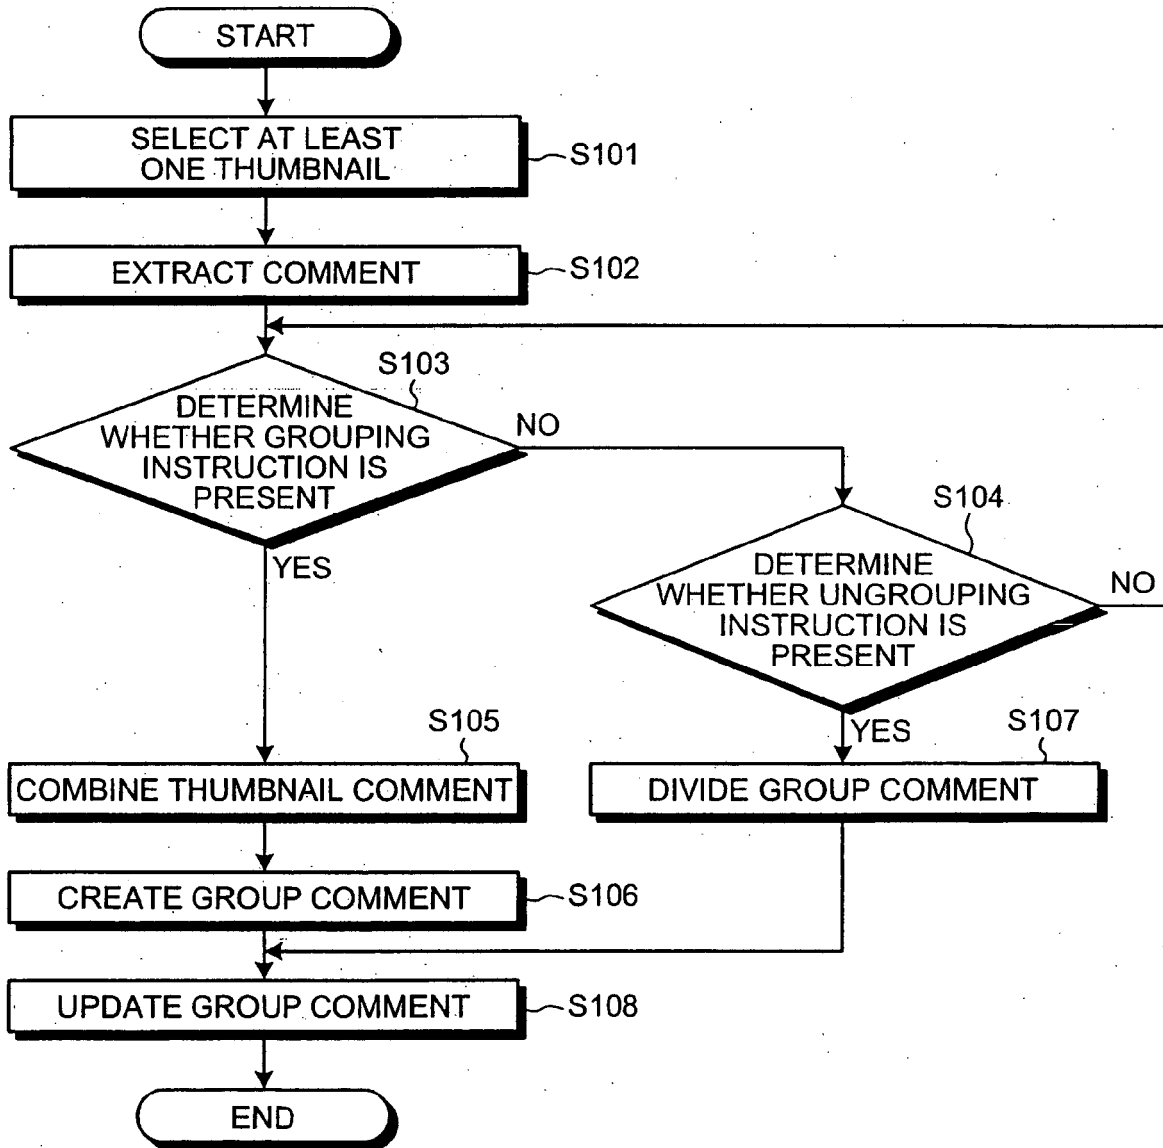 START
SELECT AT LEAST
ONE THUMBNAIL
S101
EXTRACT COMMENT
S102
S103
DETERMINE
WHETHER GROUPING
INSTRUCTION IS
PRESENT
NO
YES
S104
DETERMINE
WHETHER UNGROUPING
INSTRUCTION IS
PRESENT
NO
YES
S105
COMBINE THUMBNAIL COMMENT
S107
DIVIDE GROUP COMMENT
CREATE GROUP COMMENT
S106
UPDATE GROUP COMMENT
S108
END